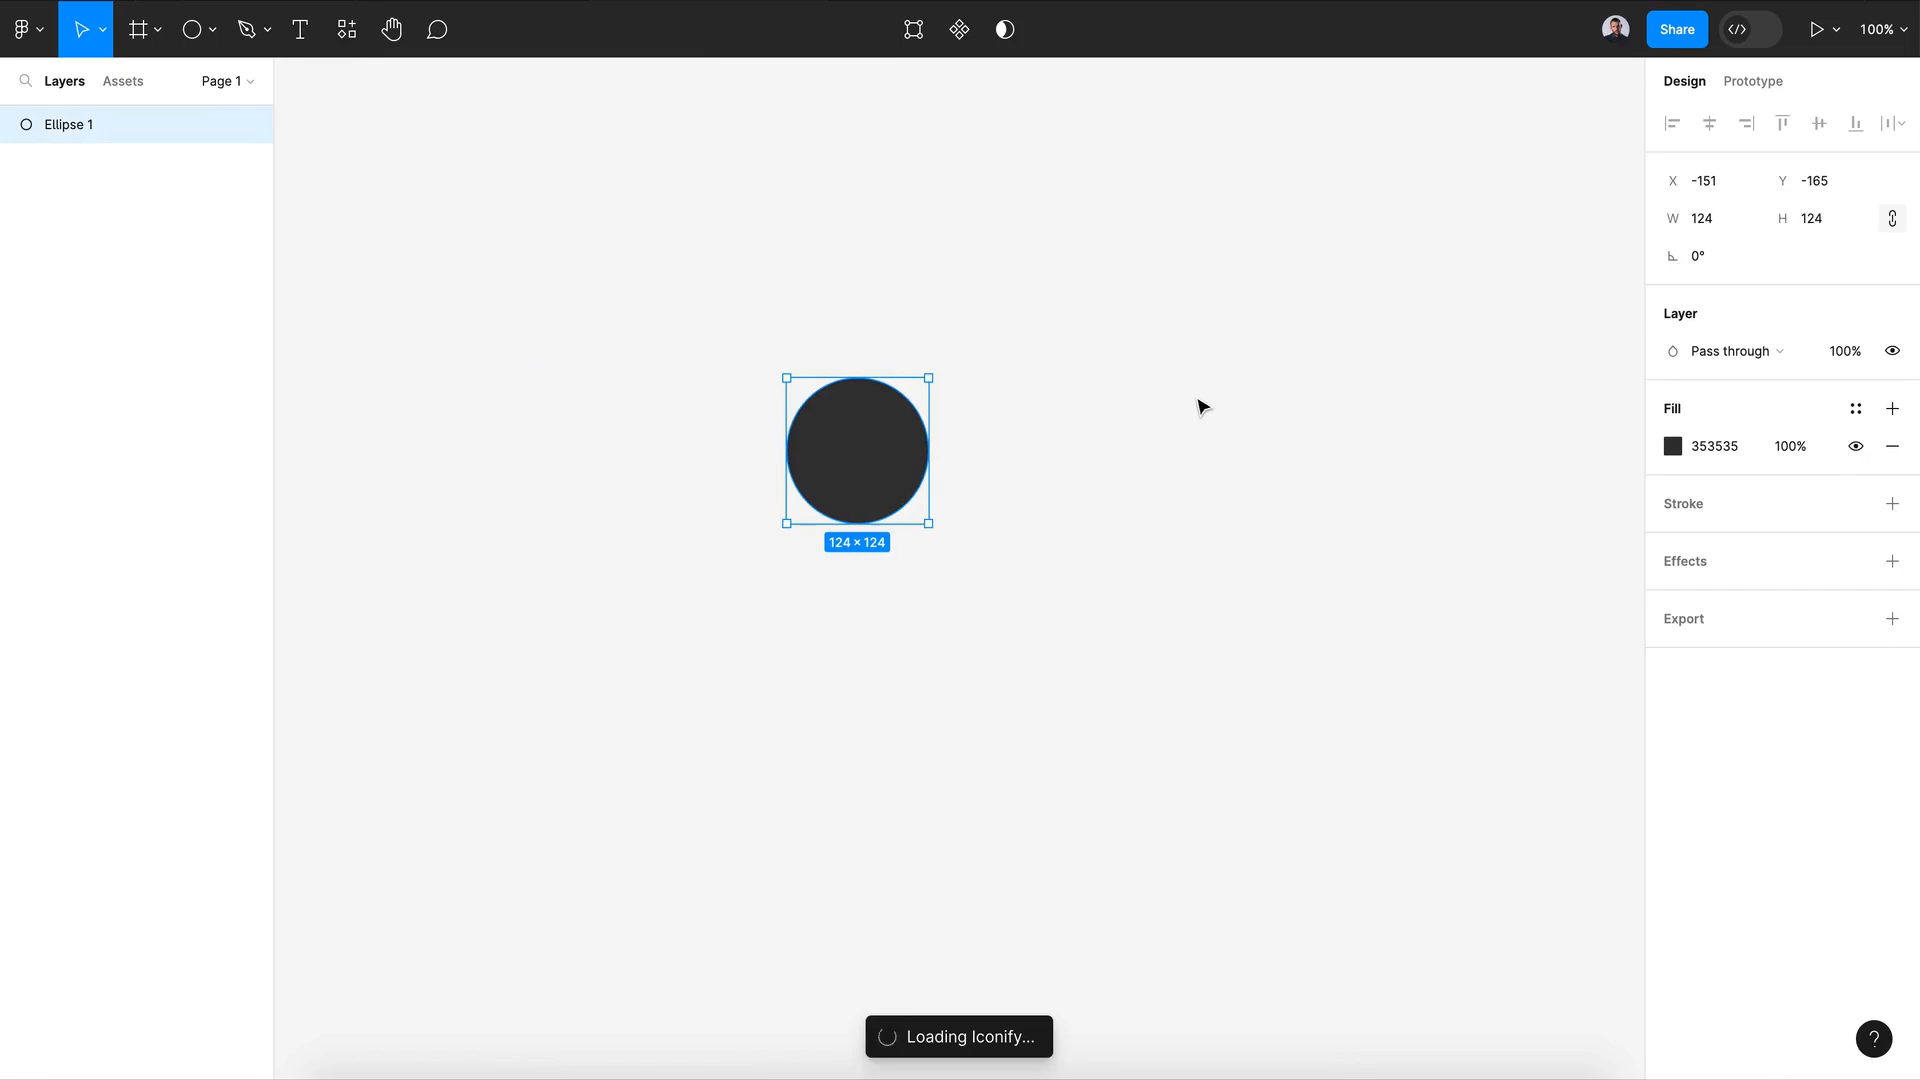 Share
100%
Layers
Assets
Page 1
Ellipse 1
124 × 124
Loading Iconify...
Design
Prototype
X -151
Y -165
W 124
H 124
0°
Layer
Pass through
100%
Fill
353535
100%
Stroke
Effects
Export
?